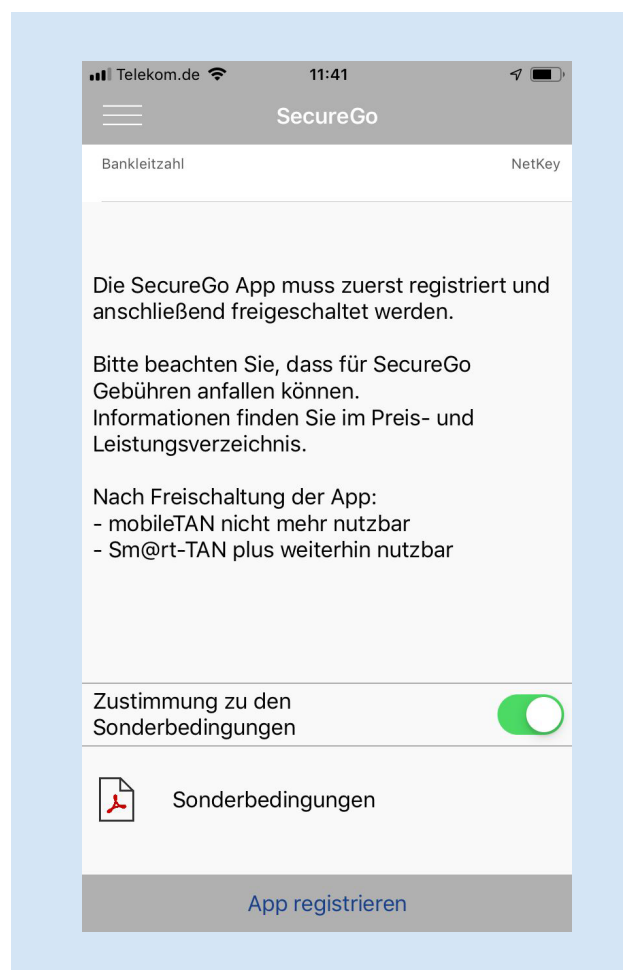 Telekom.de 11:41
SecureGo
Bankleitzahl NetKey
Die SecureGo App muss zuerst registriert und
anschließend freigeschaltet werden.
Bitte beachten Sie, dass für SecureGo
Gebühren anfallen können.
Informationen finden Sie im Preis- und
Leistungsverzeichnis.
Nach Freischaltung der App:
- mobileTAN nicht mehr nutzbar
- Sm@rt-TAN plus weiterhin nutzbar
Zustimmung zu den
Sonderbedingungen
Sonderbedingungen
App registrieren